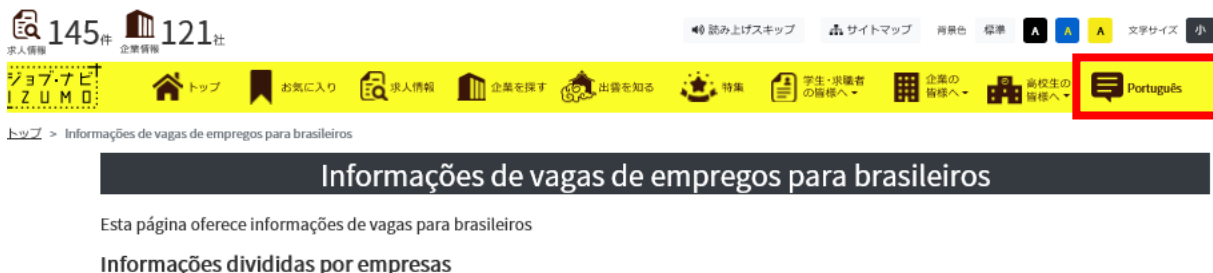 求人情報 145件 企業情報 121社 読み上げスキップ サイトマップ 背景色 標準 A A A 文字サイズ 小
ジョブ・ナビ
IZUMO
トップ お気に入り 求人情報 企業を探す 出雲を知る 特集 学生・求職者の皆様へ 企業の皆様へ 高校生の皆様へ Português
トップ > Informações de vagas de empregos para brasileiros
Informações de vagas de empregos para brasileiros
Esta página oferece informações de vagas para brasileiros
Informações divididas por empresas